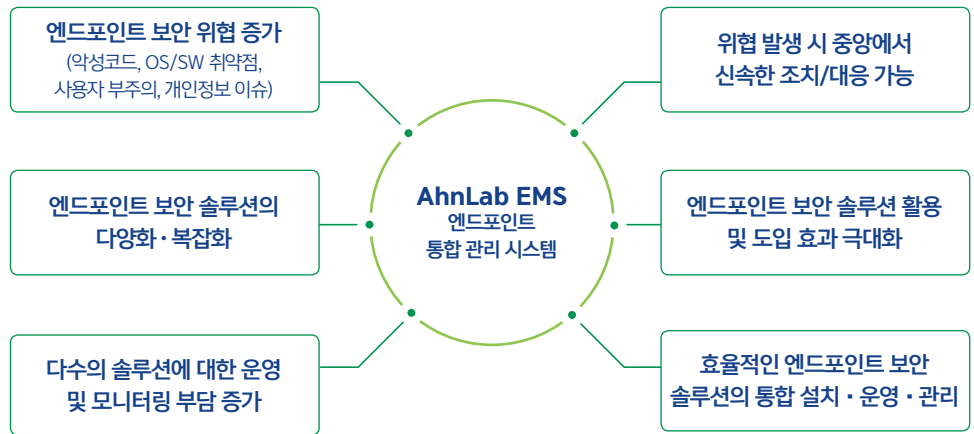 엔드포인트 보안 위협 증가
(악성코드, OS/SW 취약점,
사용자 부주의, 개인정보 이슈)
엔드포인트 보안 솔루션의
다양화·복잡화
다수의 솔루션에 대한 운영
및 모니터링 부담 증가
AhnLab EMS
엔드포인트
통합 관리 시스템
위협 발생 시 중앙에서
신속한 조치/대응 가능
엔드포인트 보안 솔루션 활용
및 도입 효과 극대화
효율적인 엔드포인트 보안
솔루션의 통합 설치·운영·관리